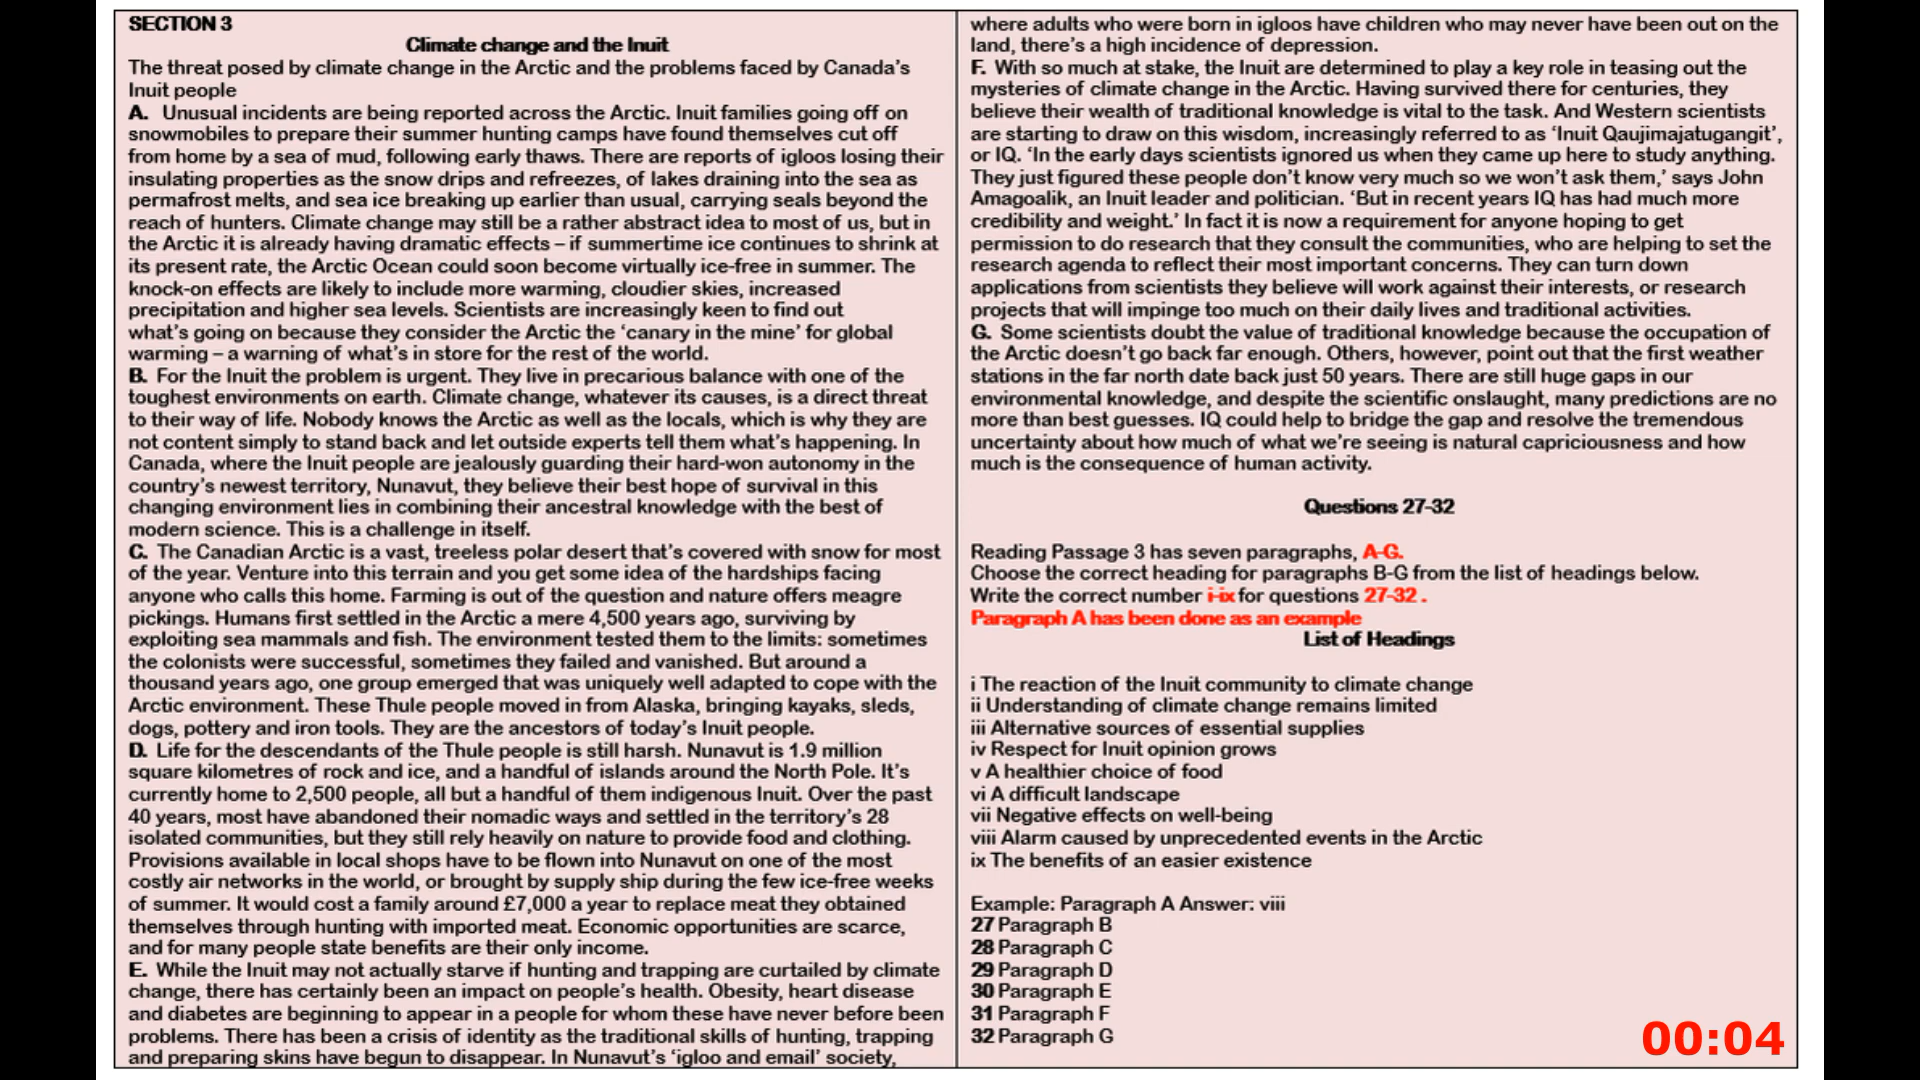 SECTION 3
Climate change and the Inuit
The threat posed by climate change in the Arctic and the problems faced by Canada's
Inuit people
A. Unusual incidents are being reported across the Arctic. Inuit families going off on
snowmobiles to prepare their summer hunting camps have found themselves cut off
from home by a sea of mud, following early thaws. There are reports of igloos losing their
insulating properties as the snow drips and refreezes, of lakes draining into the sea as
permafrost melts, and sea ice breaking up earlier than usual, carrying seals beyond the
reach of hunters. Climate change may still be a rather abstract idea to most of us, but in
the Arctic it is already having dramatic effects – if summertime ice continues to shrink at
its present rate, the Arctic Ocean could soon become virtually ice-free in summer. The
knock-on effects are likely to include more warming, cloudier skies, increased
precipitation and higher sea levels. Scientists are increasingly keen to find out
what's going on because they consider the Arctic the 'canary in the mine' for global
warming – a warning of what's in store for the rest of the world.
B. For the Inuit the problem is urgent. They live in precarious balance with one of the
toughest environments on earth. Climate change, whatever its causes, is a direct threat
to their way of life. Nobody knows the Arctic as well as the locals, which is why they are
not content simply to stand back and let outside experts tell them what's happening. In
Canada, where the Inuit people are jealously guarding their hard-won autonomy in the
country's newest territory, Nunavut, they believe their best hope of survival in this
changing environment lies in combining their ancestral knowledge with the best of
modern science. This is a challenge in itself.
C. The Canadian Arctic is a vast, treeless polar desert that's covered with snow for most
of the year. Venture into this terrain and you get some idea of the hardships facing
anyone who calls this home. Farming is out of the question and nature offers meagre
pickings. Humans first settled in the Arctic a mere 4,500 years ago, surviving by
exploiting sea mammals and fish. The environment tested them to the limits: sometimes
the colonists were successful, sometimes they failed and vanished. But around a
thousand years ago, one group emerged that was uniquely well adapted to cope with the
Arctic environment. These Thule people moved in from Alaska, bringing kayaks, sleds,
dogs, pottery and iron tools. They are the ancestors of today's Inuit people.
D. Life for the descendants of the Thule people is still harsh. Nunavut is 1.9 million
square kilometres of rock and ice, and a handful of islands around the North Pole. It's
currently home to 2,500 people, all but a handful of them indigenous Inuit. Over the past
40 years, most have abandoned their nomadic ways and settled in the territory's 28
isolated communities, but they still rely heavily on nature to provide food and clothing.
Provisions available in local shops have to be flown into Nunavut on one of the most
costly air networks in the world, or brought by supply ship during the few ice-free weeks
of summer. It would cost a family around £7,000 a year to replace meat they obtained
themselves through hunting with imported meat. Economic opportunities are scarce,
and for many people state benefits are their only income.
E. While the Inuit may not actually starve if hunting and trapping are curtailed by climate
change, there has certainly been an impact on people's health. Obesity, heart disease
and diabetes are beginning to appear in a people for whom these have never before been
problems. There has been a crisis of identity as the traditional skills of hunting, trapping
and preparing skins have begun to disappear. In Nunavut's 'igloo and email' society,
where adults who were born in igloos have children who may never have been out on the
land, there's a high incidence of depression.
F. With so much at stake, the Inuit are determined to play a key role in teasing out the
mysteries of climate change in the Arctic. Having survived there for centuries, they
believe their wealth of traditional knowledge is vital to the task. And Western scientists
are starting to draw on this wisdom, increasingly referred to as 'Inuit Qaujimajatugangit',
or IQ. 'In the early days scientists ignored us when they came up here to study anything.
They just figured these people don't know very much so we won't ask them,' says John
Amagoalik, an Inuit leader and politician. 'But in recent years IQ has had much more
credibility and weight.' In fact it is now a requirement for anyone hoping to get
permission to do research that they consult the communities, who are helping to set the
research agenda to reflect their most important concerns. They can turn down
applications from scientists they believe will work against their interests, or research
projects that will impinge too much on their daily lives and traditional activities.
G. Some scientists doubt the value of traditional knowledge because the occupation of
the Arctic doesn't go back far enough. Others, however, point out that the first weather
stations in the far north date back just 50 years. There are still huge gaps in our
environmental knowledge, and despite the scientific onslaught, many predictions are no
more than best guesses. IQ could help to bridge the gap and resolve the tremendous
uncertainty about how much of what we're seeing is natural capriciousness and how
much is the consequence of human activity.
Questions 27-32
Reading Passage 3 has seven paragraphs, A-G.
Choose the correct heading for paragraphs B-G from the list of headings below.
Write the correct number i-ix for questions 27-32 .
Paragraph A has been done as an example
List of Headings
i The reaction of the Inuit community to climate change
ii Understanding of climate change remains limited
iii Alternative sources of essential supplies
iv Respect for Inuit opinion grows
v A healthier choice of food
vi A difficult landscape
vii Negative effects on well-being
viii Alarm caused by unprecedented events in the Arctic
ix The benefits of an easier existence
Example: Paragraph A Answer: viii
27 Paragraph B
28 Paragraph C
29 Paragraph D
30 Paragraph E
31 Paragraph F
32 Paragraph G
00:04